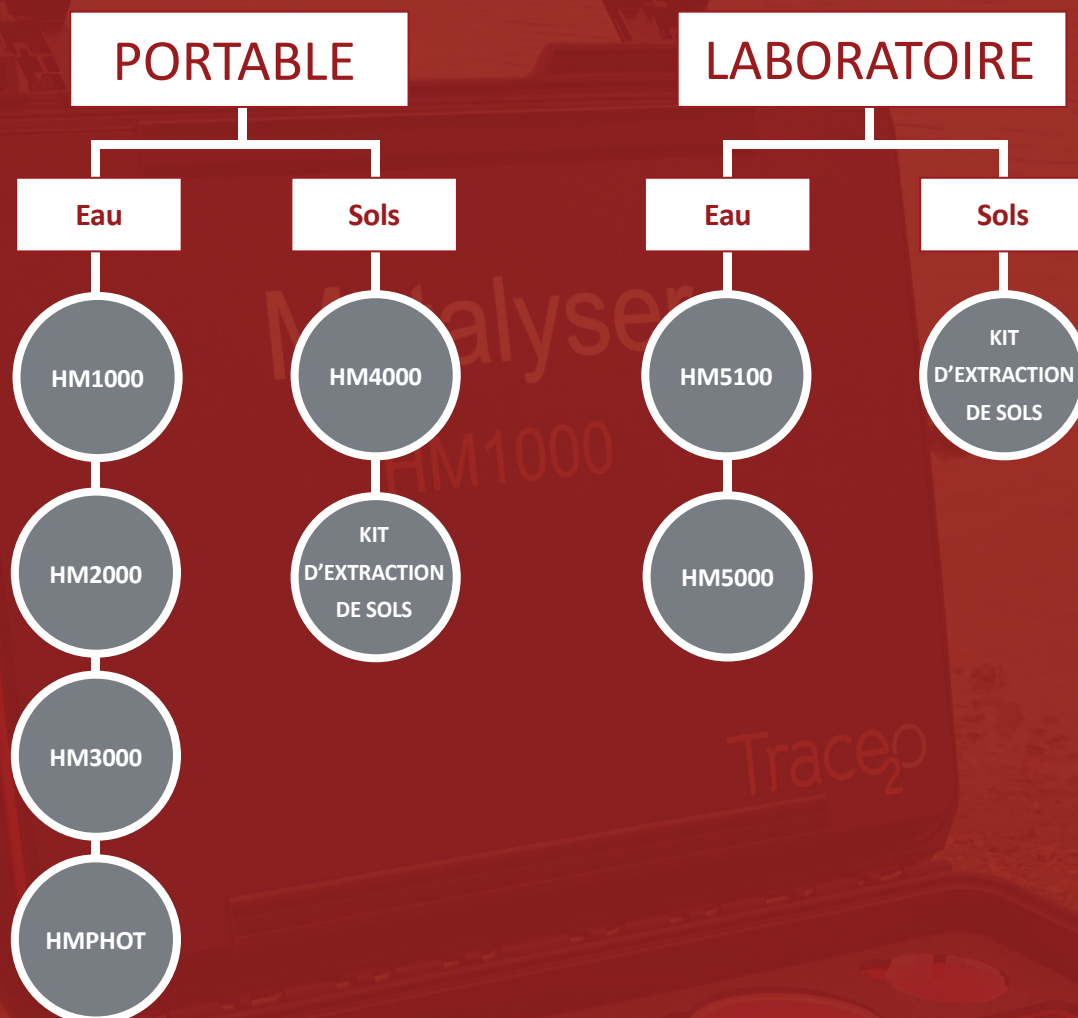 PORTABLE
LABORATOIRE
Eau
Sols
Eau
Sols
HM1000
HM4000
HM5100
KIT
D’EXTRACTION
DE SOLS
HM2000
KIT
D’EXTRACTION
DE SOLS
HM5000
HM3000
HMPHOT
HM1000
Trace2o